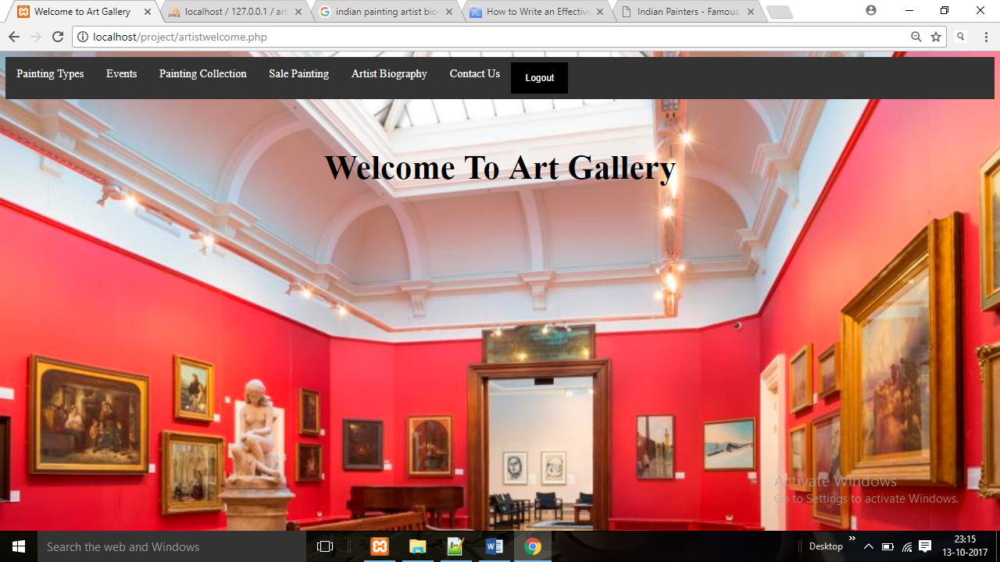 Welcome to Art Gallery
localhost / 127.0.0.1 / art
indian painting artist bio
How to Write an Effective
Indian Painters - Famous
localhost/project/artistwelcome.php
Painting Types Events Painting Collection Sale Painting Artist Biography Contact Us Logout
Welcome To Art Gallery
Activate Windows
Go to Settings to activate Windows.
Search the web and Windows
Desktop
23:15
13-10-2017